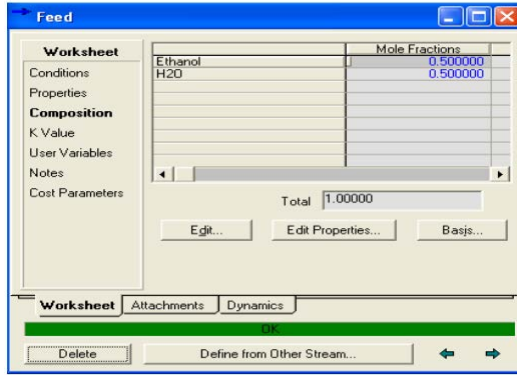 Feed
Worksheet
Conditions
Properties
Composition
K Value
User Variables
Notes
Cost Parameters
Mole Fractions
Ethanol 0.500000
H2O 0.500000
Total 1.00000
Edit... Edit Properties... Basis...
Worksheet Attachments Dynamics
OK
Delete Define from Other Stream...